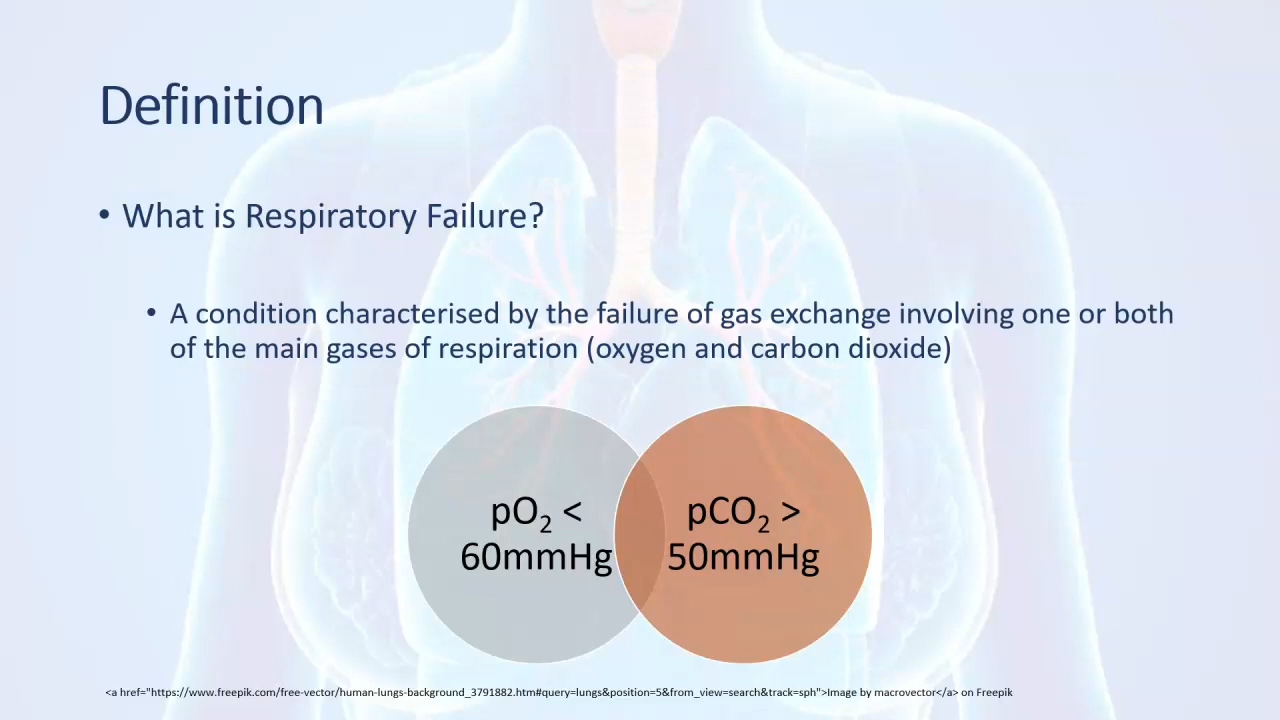 Definition
• What is Respiratory Failure?
• A condition characterised by the failure of gas exchange involving one or both
of the main gases of respiration (oxygen and carbon dioxide)
pO₂ <
60mmHg
pCO₂ >
50mmHg
<a href="https://www.freepik.com/free-vector/human-lungs-background_3791882.htm#query=lungs&position=5&from_view=search&track=sph">Image by macrovector</a> on Freepik